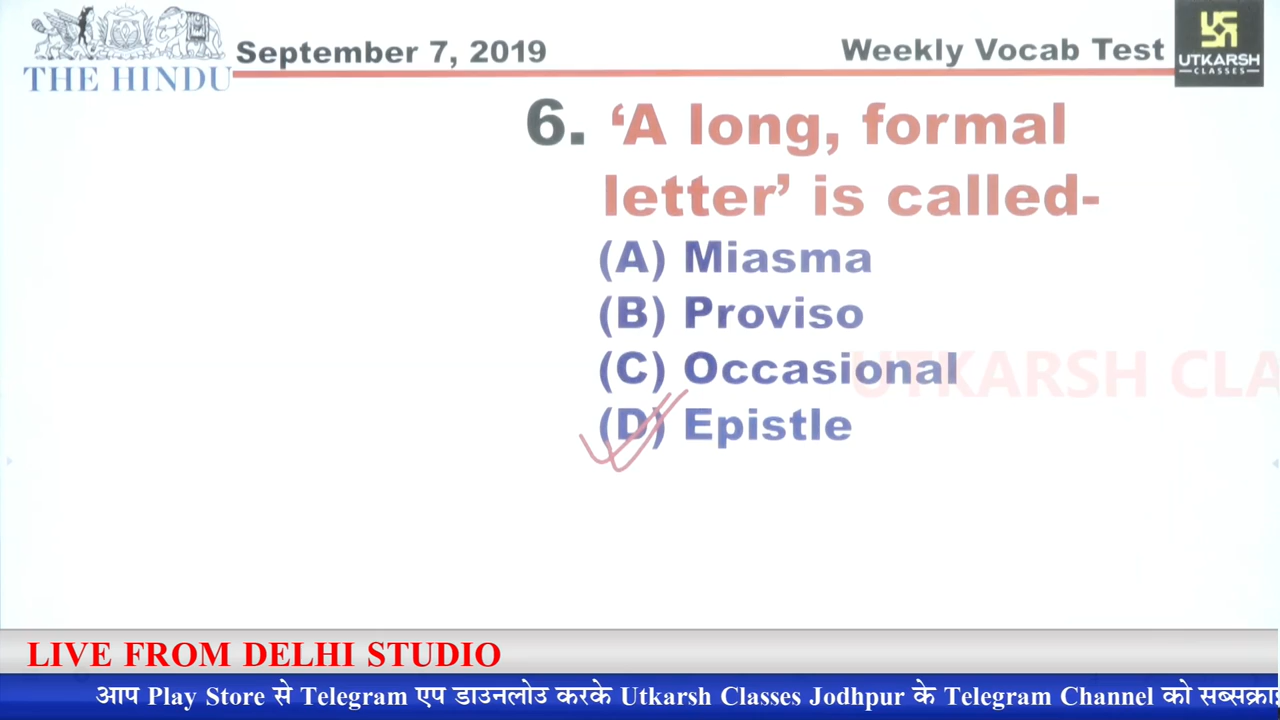 THE HINDU
September 7, 2019
Weekly Vocab Test
UTKARSH
CLASSES
6. ‘A long, formal
letter’ is called-
(A) Miasma
(B) Proviso
(C) Occasional
(D) Epistle
UTKARSH CLA
LIVE FROM DELHI STUDIO
आप Play Store से Telegram एप डाउनलोउ करके Utkarsh Classes Jodhpur के Telegram Channel को सब्सक्राइ